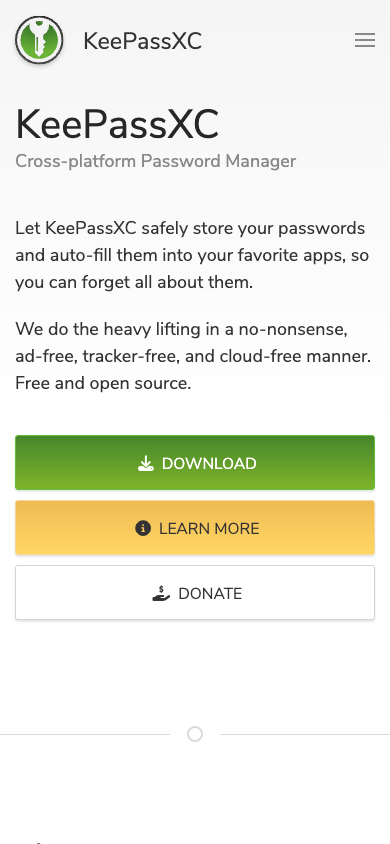 KeePassXC
KeePassXC
Cross-platform Password Manager
Let KeePassXC safely store your passwords
and auto-fill them into your favorite apps, so
you can forget all about them.
We do the heavy lifting in a no-nonsense,
ad-free, tracker-free, and cloud-free manner.
Free and open source.
DOWNLOAD
LEARN MORE
DONATE